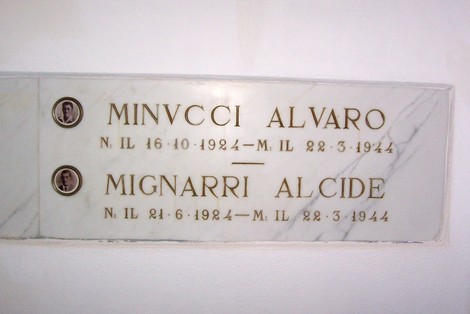 MINVCCI ALVARO
N. IL 16·10·1924—M. IL 22·3·1944
MIGNARRI ALCIDE
N. IL 21·6·1924—M. IL 22·3·1944